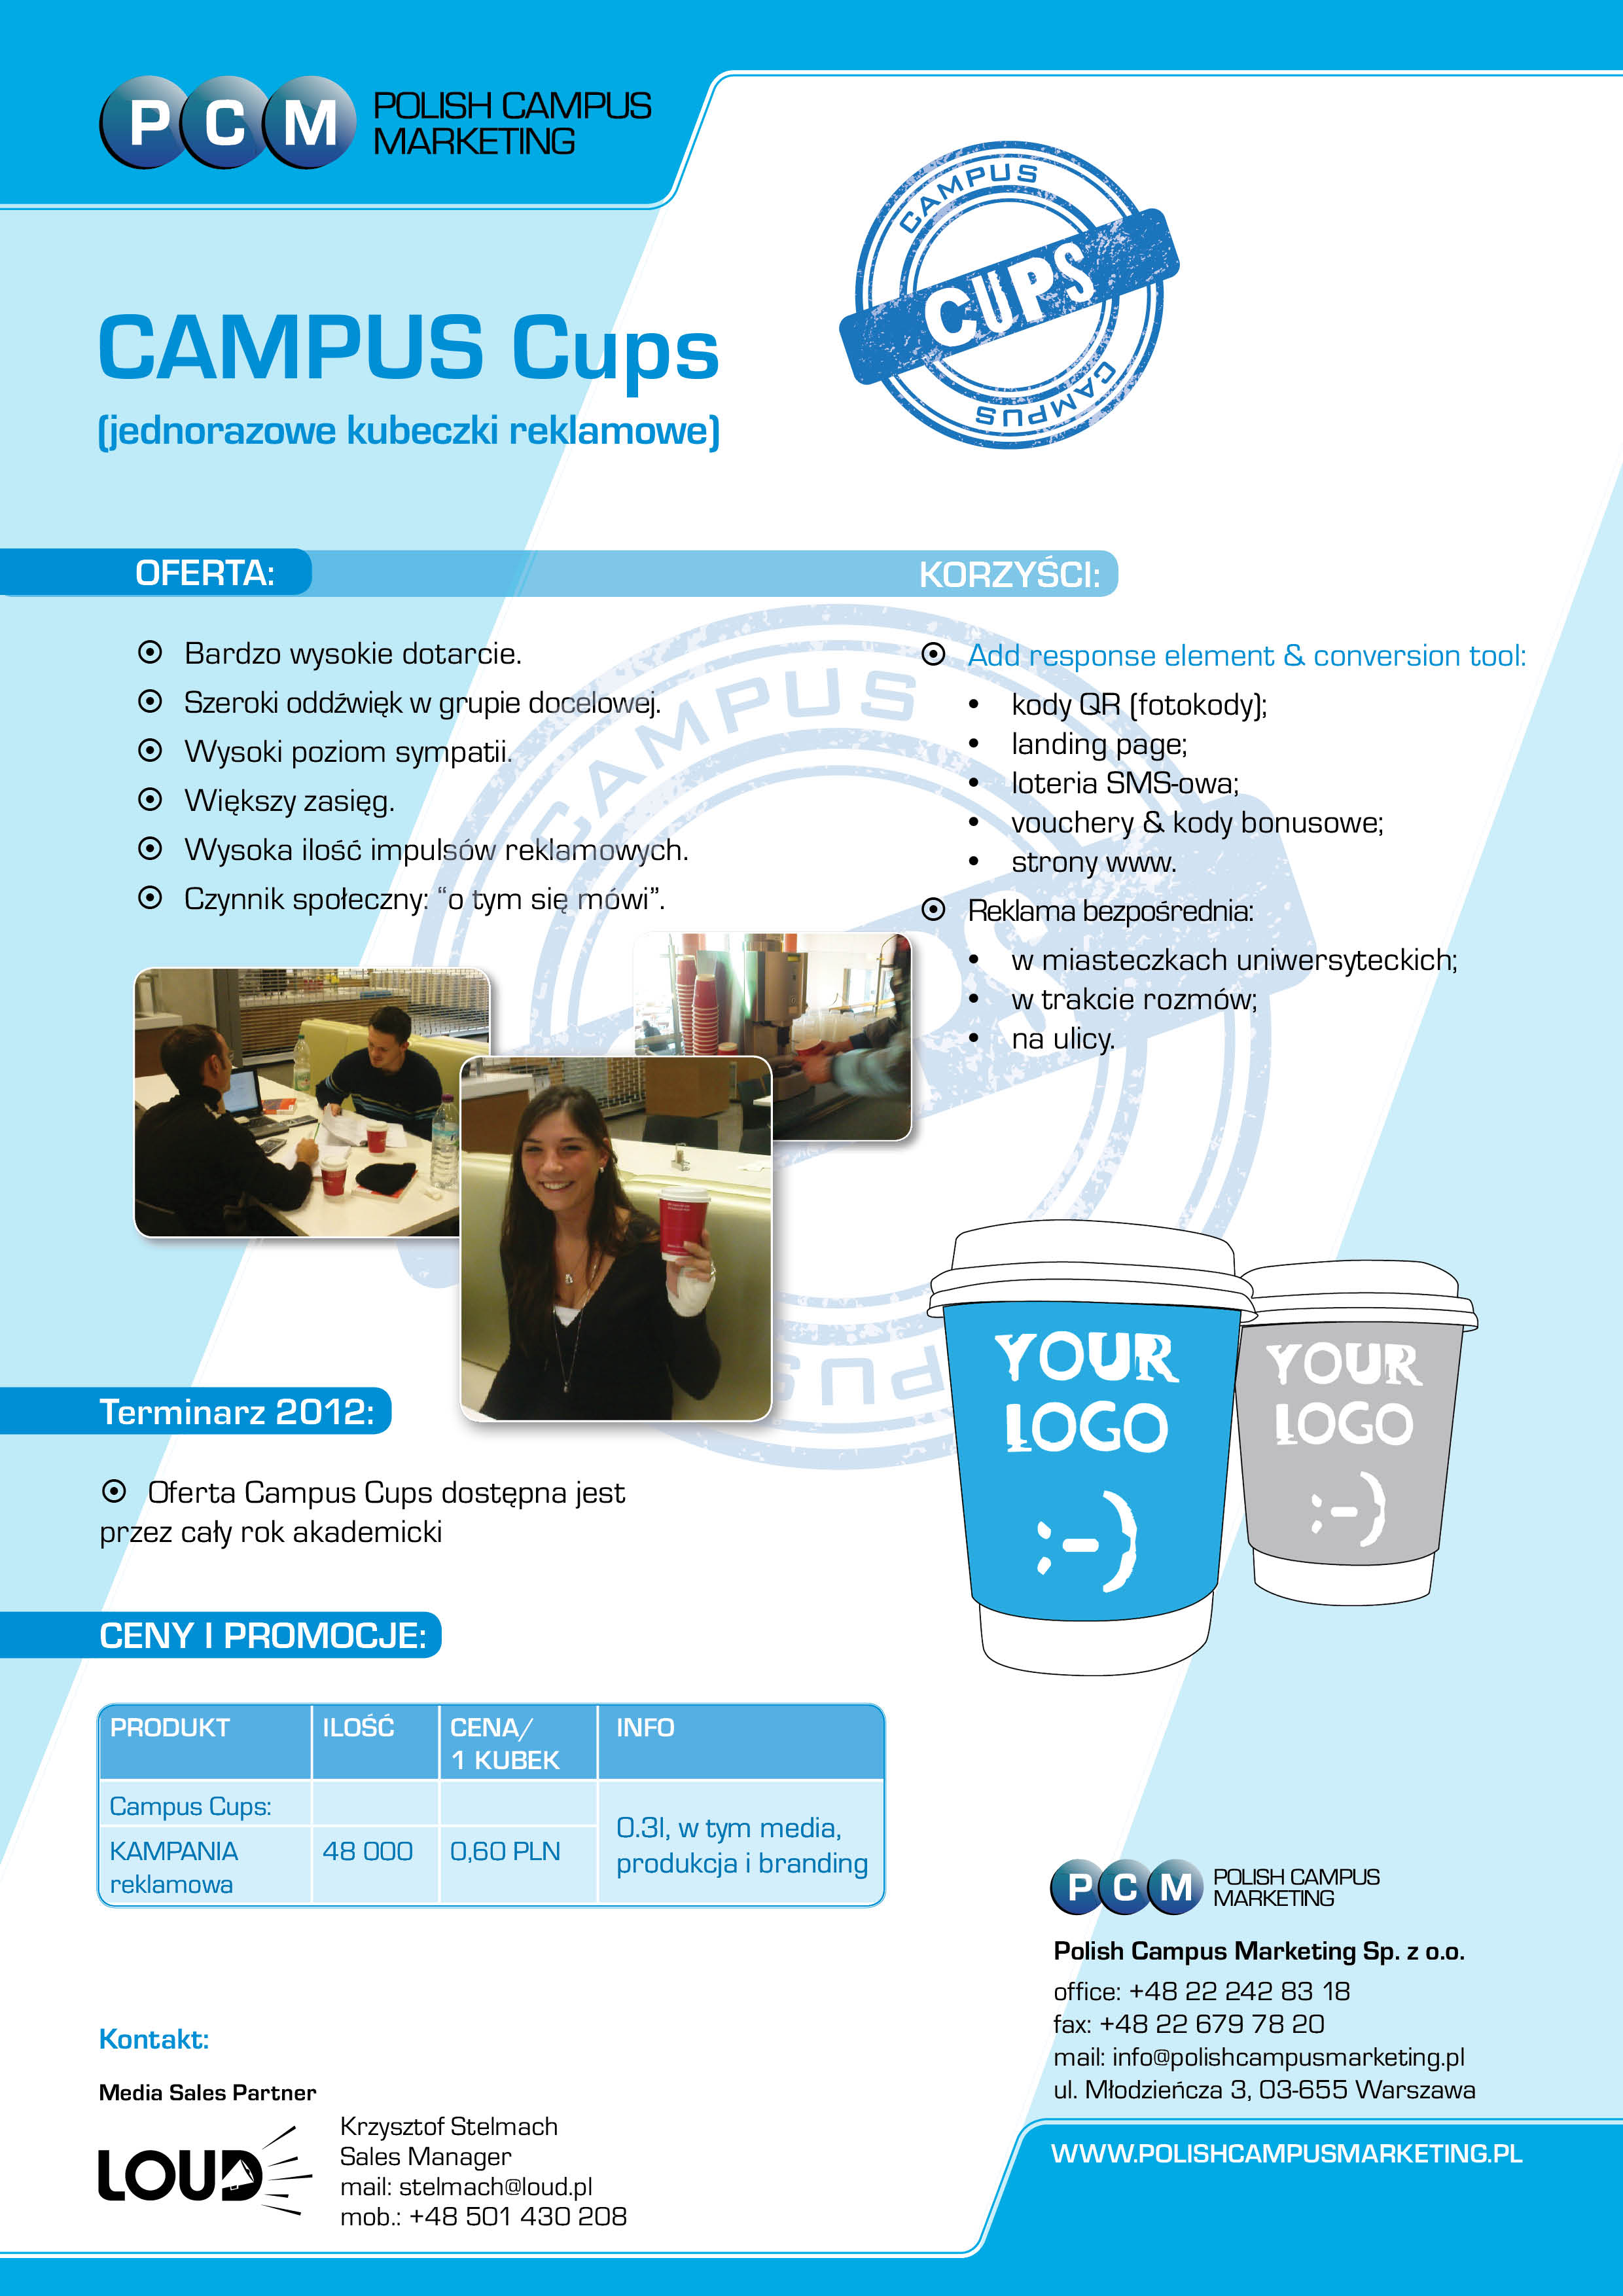 P C M
POLISH CAMPUS
MARKETING
CAMPUS
CUPS
CAMPUS
CAMPUS Cups
(jednorazowe kubeczki reklamowe)
OFERTA:
Bardzo wysokie dotarcie.
Szeroki oddźwięk w grupie docelowej.
Wysoki poziom sympatii.
Większy zasięg.
Wysoka ilość impulsów reklamowych.
Czynnik społeczny: “o tym się mówi”.
KORZYŚCI:
Add response element & conversion tool:
• kody QR (fotokody);
• landing page;
• loteria SMS-owa;
• vouchery & kody bonusowe;
• strony www.
Reklama bezpośrednia:
• w miasteczkach uniwersyteckich;
• w trakcie rozmów;
• na ulicy.
CAMPUS
PS
PUS
YOUR
LOGO
:-)
YOUR
LOGO
:-)
Terminarz 2012:
Oferta Campus Cups dostępna jest
przez cały rok akademicki
CENY I PROMOCJE:
PRODUKT ILOŚĆ CENA/ INFO
1 KUBEK
Campus Cups:
KAMPANIA 48 000 0,60 PLN
reklamowa
0.3l, w tym media,
produkcja i branding
Kontakt:
Media Sales Partner
LOUD
Krzysztof Stelmach
Sales Manager
mail: stelmach@loud.pl
mob.: +48 501 430 208
P C M
POLISH CAMPUS
MARKETING
Polish Campus Marketing Sp. z o.o.
office: +48 22 242 83 18
fax: +48 22 679 78 20
mail: info@polishcampusmarketing.pl
ul. Młodzieńcza 3, 03-655 Warszawa
WWW.POLISHCAMPUSMARKETING.PL